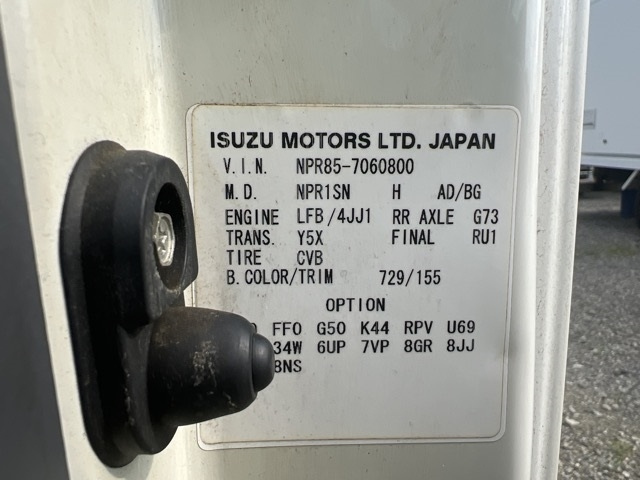 ISUZU MOTORS LTD. JAPAN
V.I.N. NPR85-7060800
M.D. NPR1SN H AD/BG
ENGINE LFB/4JJ1 RR AXLE G73
TRANS. Y5X FINAL RU1
TIRE CVB
B.COLOR/TRIM 729/155
OPTION
FF0 G50 K44 RPV U69
34W 6UP 7VP 8GR 8JJ